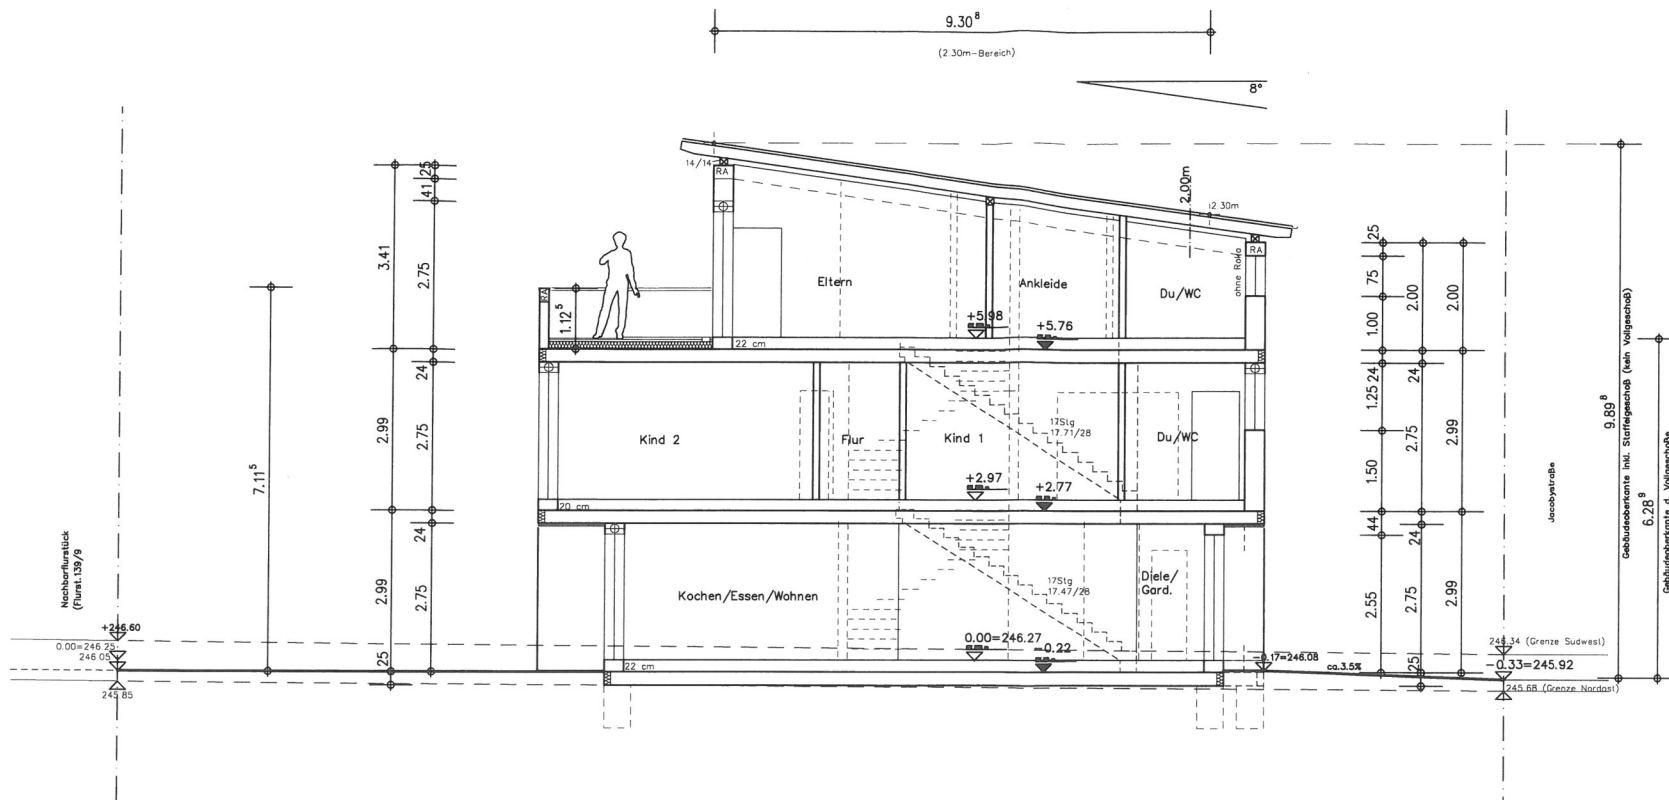 9.30⁸
(2.30m-Bereich)
8°
14/14
RA
2.00m
2.30m
25
41
3.41
2.75
7.11⁵
1.12⁵
RA
Eltern
Ankleide
Du/WC
ohne Rollo
RA
+5.98
+5.76
22 cm
25
75
1.00
2.00
2.00
24
2.99
2.75
Kind 2
Flur
Kind 1
17Stg
17.71/28
Du/WC
+2.97
+2.77
20 cm
24
1.25
1.50
24
2.75
2.99
24
2.99
2.75
25
Kochen/Essen/Wohnen
17Stg
17.47/28
Diele/
Gard.
0.00=246.27
-0.22
22 cm
-0.17=246.08
ca.3.5%
44
2.55
24
2.75
2.99
25
Nachbarflurstück
(Flurst.139/9
+246.60
0.00=246.25
246.05
245.85
246.34 (Grenze Südwest)
-0.33=245.92
245.68 (Grenze Nordost)
Jacobystraße
9.89⁸
Gebäudeoberkante inkl. Staffelgeschoß (kein Vollgeschoß)
6.28⁹
Gebäudeoberkante d. Vollgeschoße